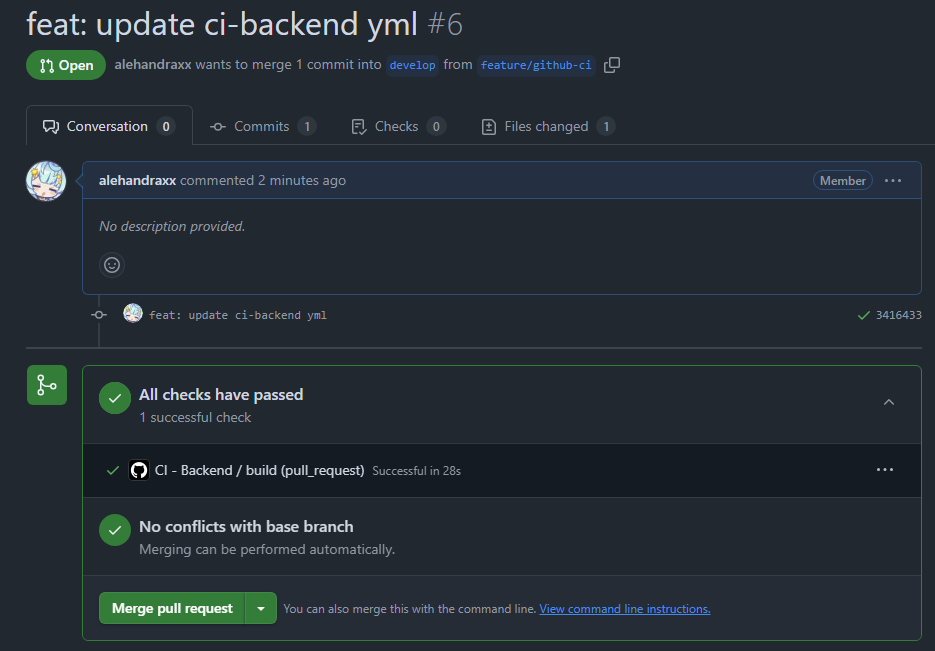 feat: update ci-backend yml #6
Open alehandraxx wants to merge 1 commit into develop from feature/github-ci
Conversation 0 Commits 1 Checks 0 Files changed 1
alehandraxx commented 2 minutes ago Member
No description provided.
feat: update ci-backend yml 3416433
All checks have passed
1 successful check
CI - Backend / build (pull_request) Successful in 28s
No conflicts with base branch
Merging can be performed automatically.
Merge pull request You can also merge this with the command line. View command line instructions.